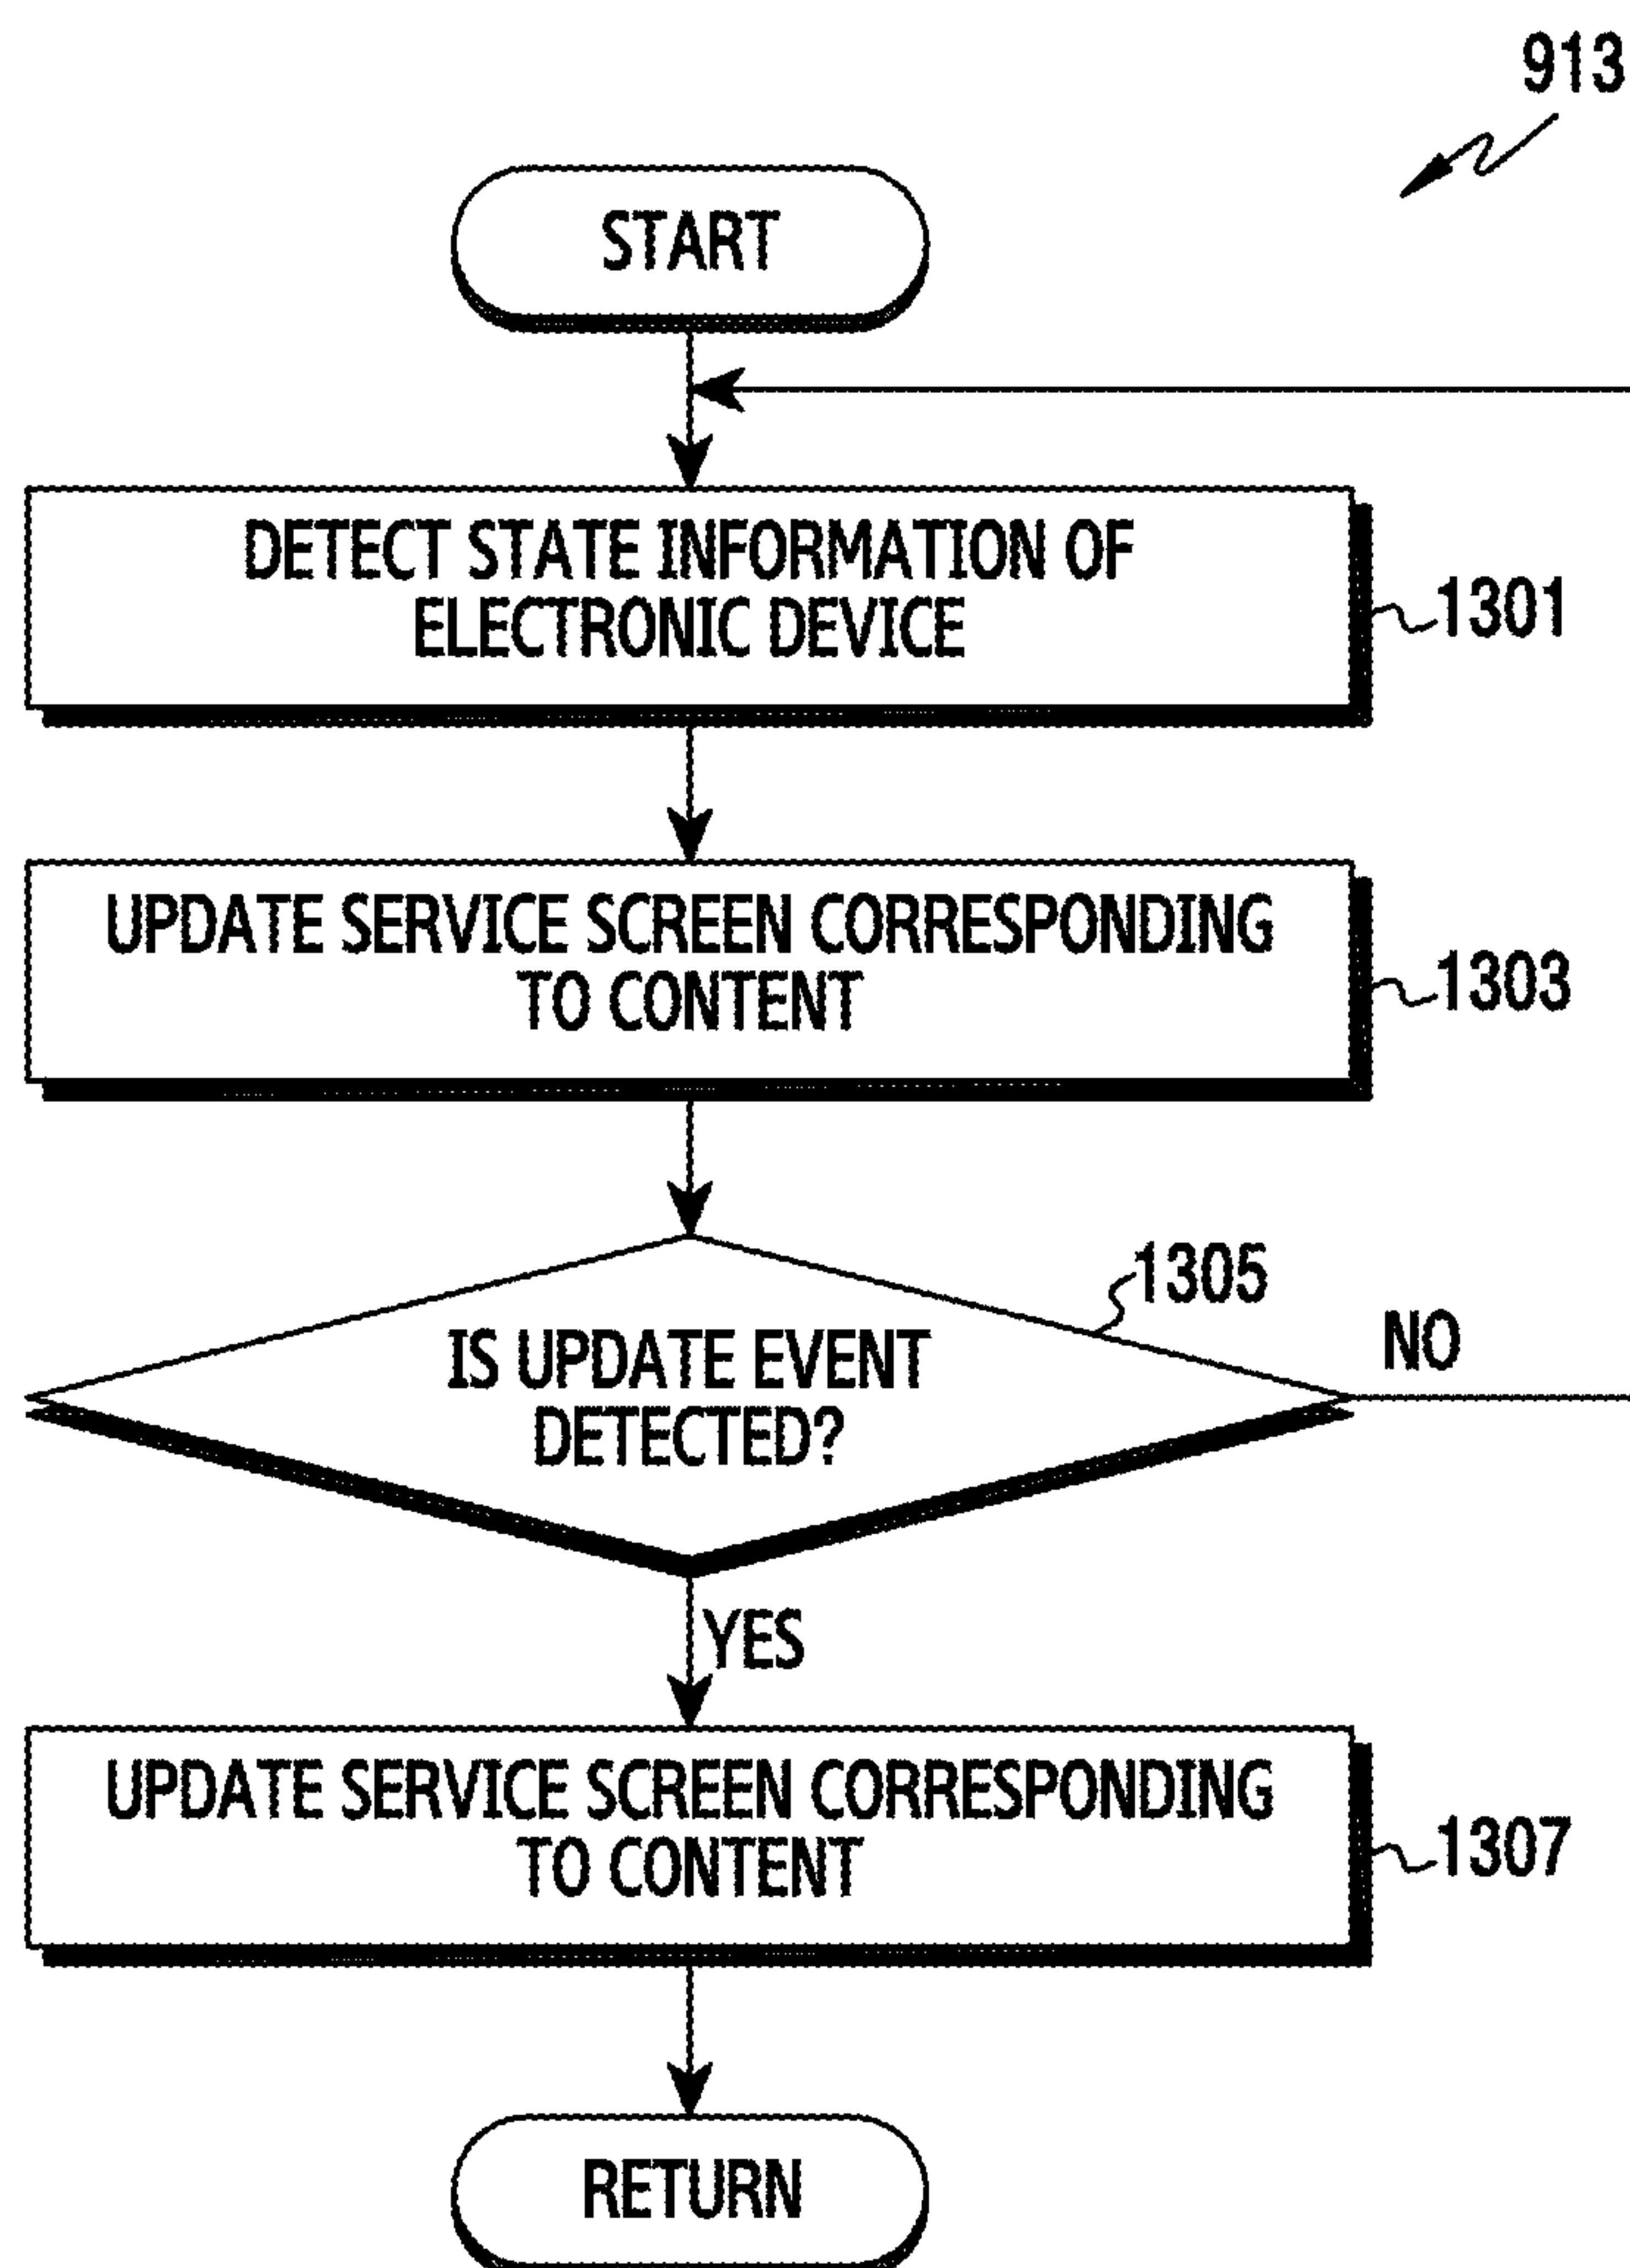 913
START
DETECT STATE INFORMATION OF
ELECTRONIC DEVICE
1301
UPDATE SERVICE SCREEN CORRESPONDING
TO CONTENT
1303
1305
IS UPDATE EVENT
DETECTED?
NO
YES
UPDATE SERVICE SCREEN CORRESPONDING
TO CONTENT
1307
RETURN